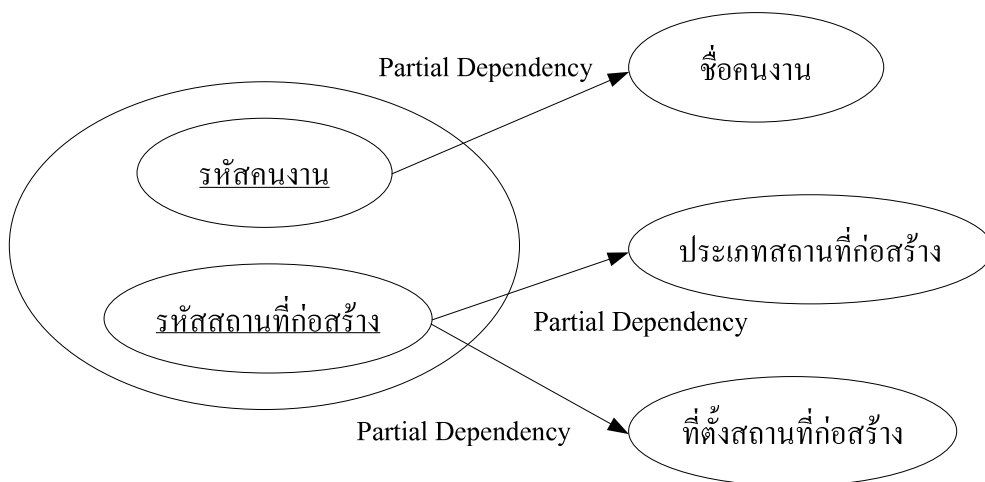 Partial Dependency
ชื่อคนงาน
รหัสคนงาน
ประเภทสถานที่ก่อสร้าง
รหัสสถานที่ก่อสร้าง
Partial Dependency
Partial Dependency
ที่ตั้งสถานที่ก่อสร้าง